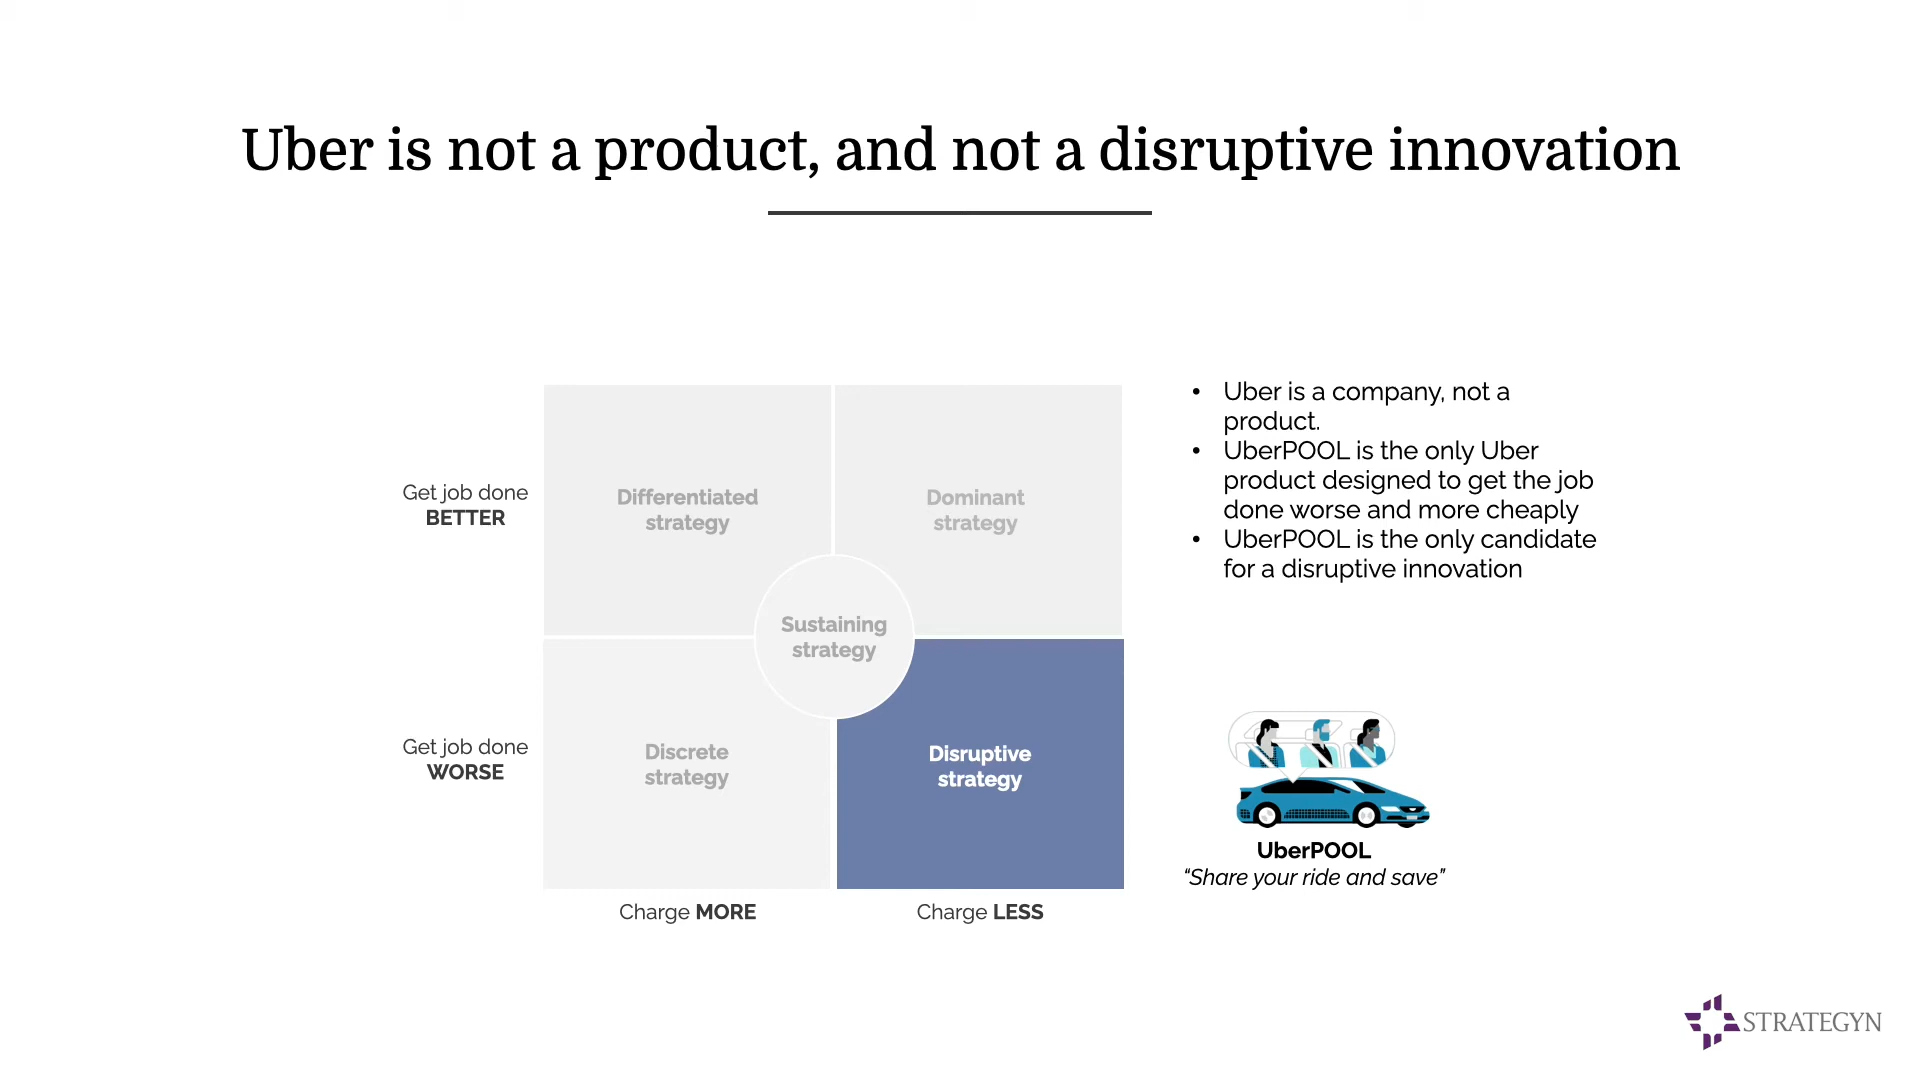 Uber is not a product, and not a disruptive innovation
Get job done
BETTER
Differentiated
strategy
Dominant
strategy
Sustaining
strategy
Get job done
WORSE
Discrete
strategy
Disruptive
strategy
Charge MORE
Charge LESS
• Uber is a company, not a
product.
• UberPOOL is the only Uber
product designed to get the job
done worse and more cheaply
• UberPOOL is the only candidate
for a disruptive innovation
UberPOOL
“Share your ride and save”
STRATEGYN